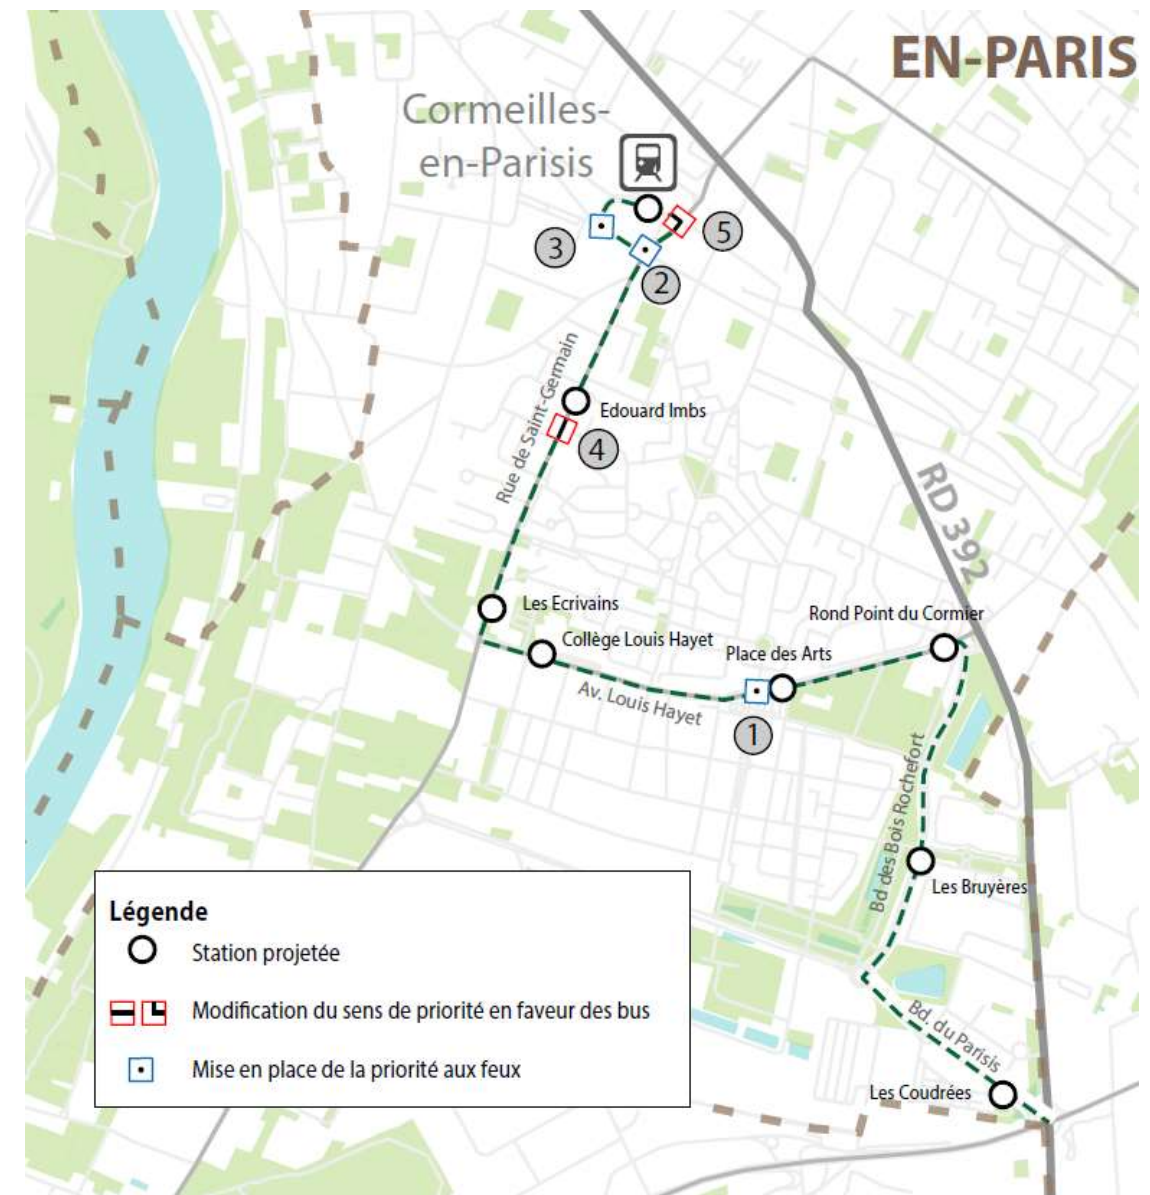 EN-PARIS
Cormeilles-
en-Parisis
5
3
2
Rue de Saint-Germain
Edouard Imbs
4
RD 392
Les Ecrivains
Rond Point du Cormier
Collège Louis Hayet
Place des Arts
Av. Louis Hayet
1
Bd des Bois Rochefort
Les Bruyères
Légende
Station projetée
Modification du sens de priorité en faveur des bus
Mise en place de la priorité aux feux
Bd. du Parisis
Les Coudrées